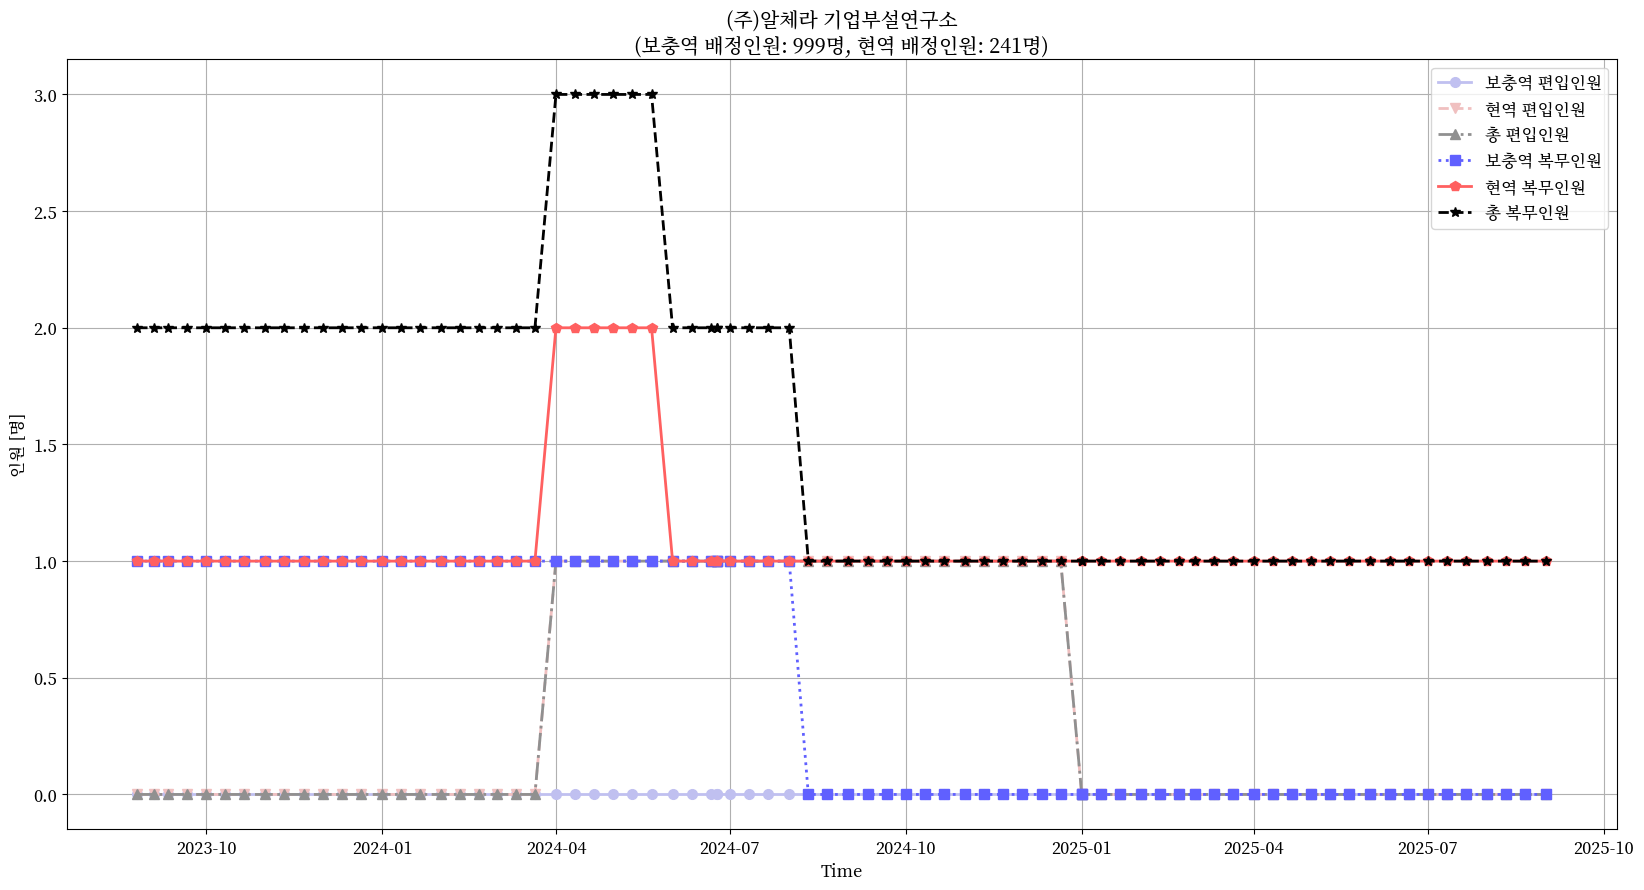 (주)알체라 기업부설연구소
(보충역 배정인원: 999명, 현역 배정인원: 241명)
보충역 편입인원
현역 편입인원
총 편입인원
보충역 복무인원
현역 복무인원
총 복무인원
인원 [명]
3.0
2.5
2.0
1.5
1.0
0.5
0.0
2023-10 2024-01 2024-04 2024-07 2024-10 2025-01 2025-04 2025-07 2025-10
Time